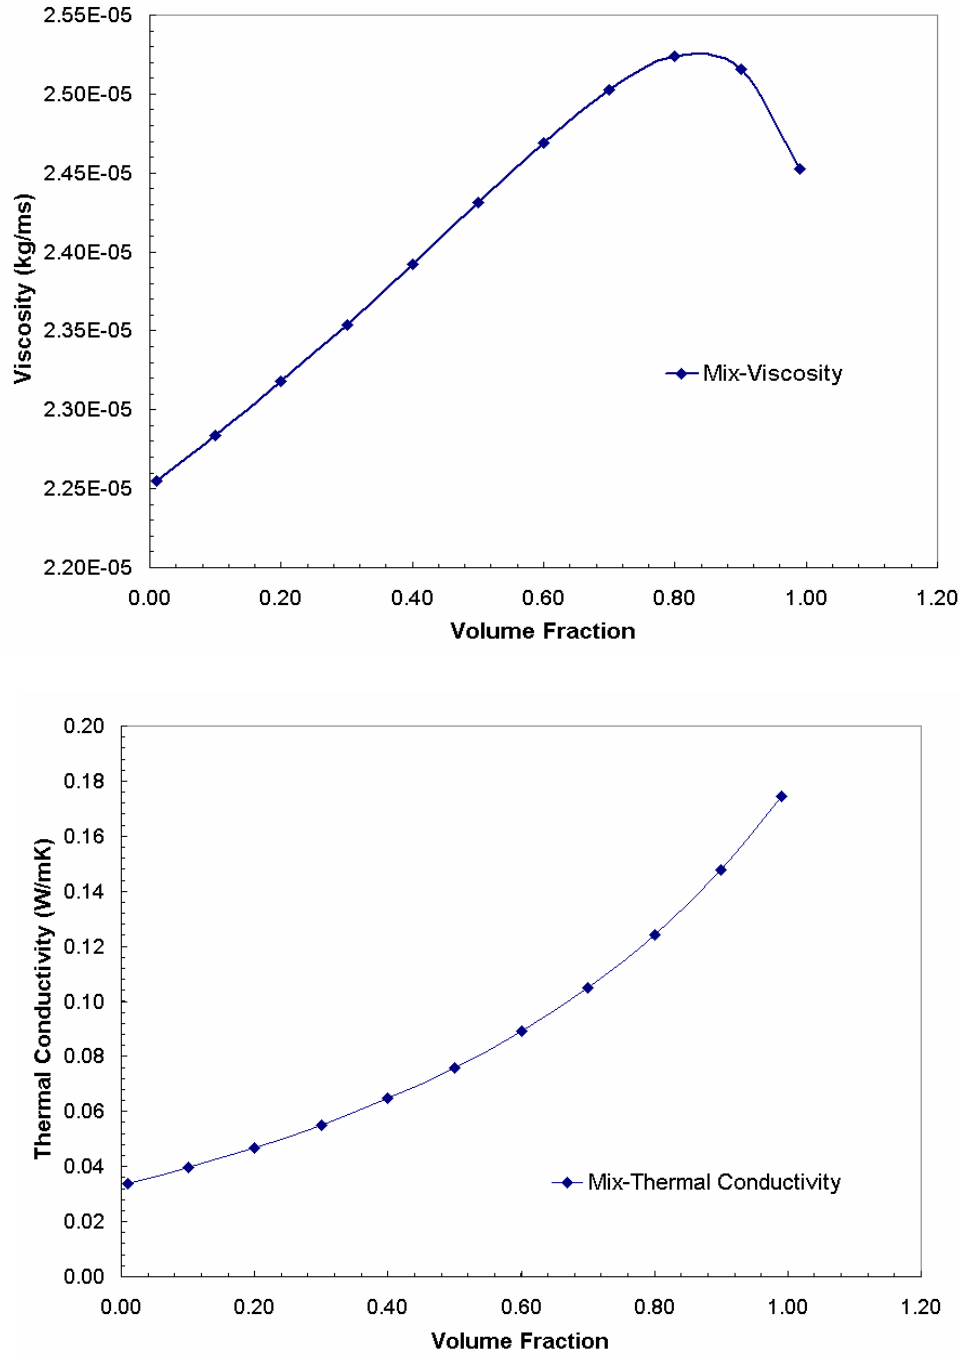 2.55E-05
2.50E-05
2.45E-05
2.40E-05
2.35E-05
2.30E-05
2.25E-05
2.20E-05
Viscosity (kg/ms)
Mix-Viscosity
0.00 0.20 0.40 0.60 0.80 1.00 1.20
Volume Fraction
0.20
0.18
0.16
0.14
0.12
0.10
0.08
0.06
0.04
0.02
0.00
Thermal Conductivity (W/mK)
Mix-Thermal Conductivity
0.00 0.20 0.40 0.60 0.80 1.00 1.20
Volume Fraction